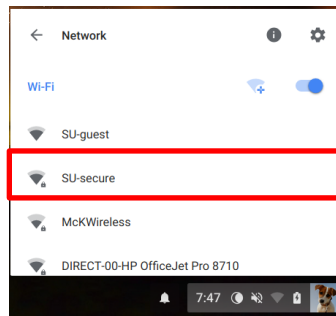 Network
Wi-Fi
SU-guest
SU-secure
McKWireless
DIRECT-00-HP OfficeJet Pro 8710
7:47